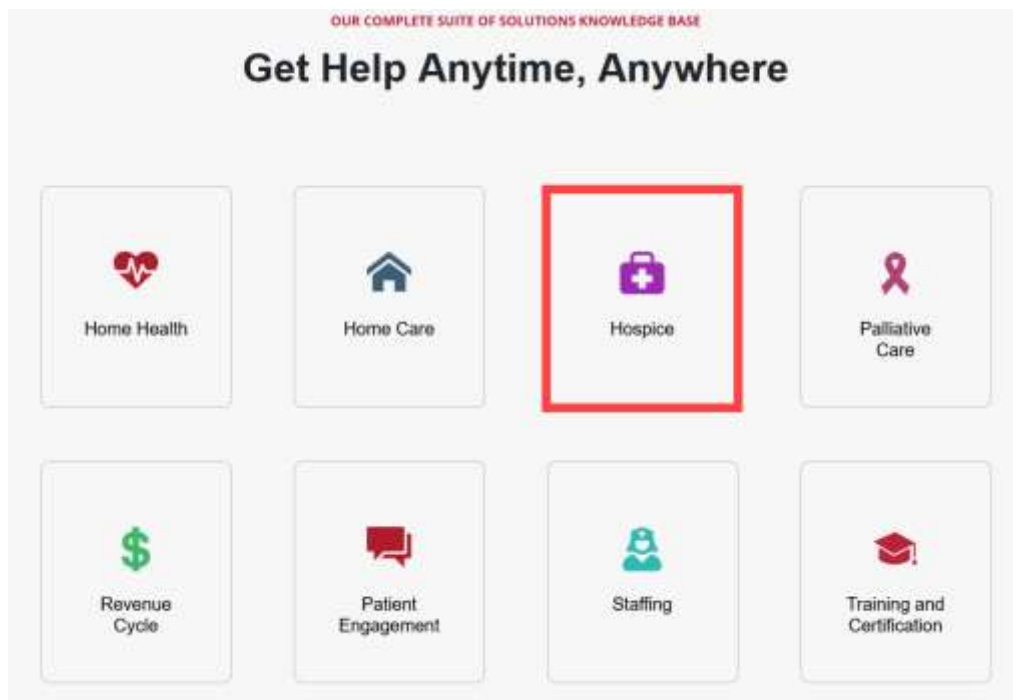 OUR COMPLETE SUITE OF SOLUTIONS KNOWLEDGE BASE
Get Help Anytime, Anywhere
Home Health
Home Care
Hospice
Palliative
Care
Revenue
Cycle
Patient
Engagement
Staffing
Training and
Certification